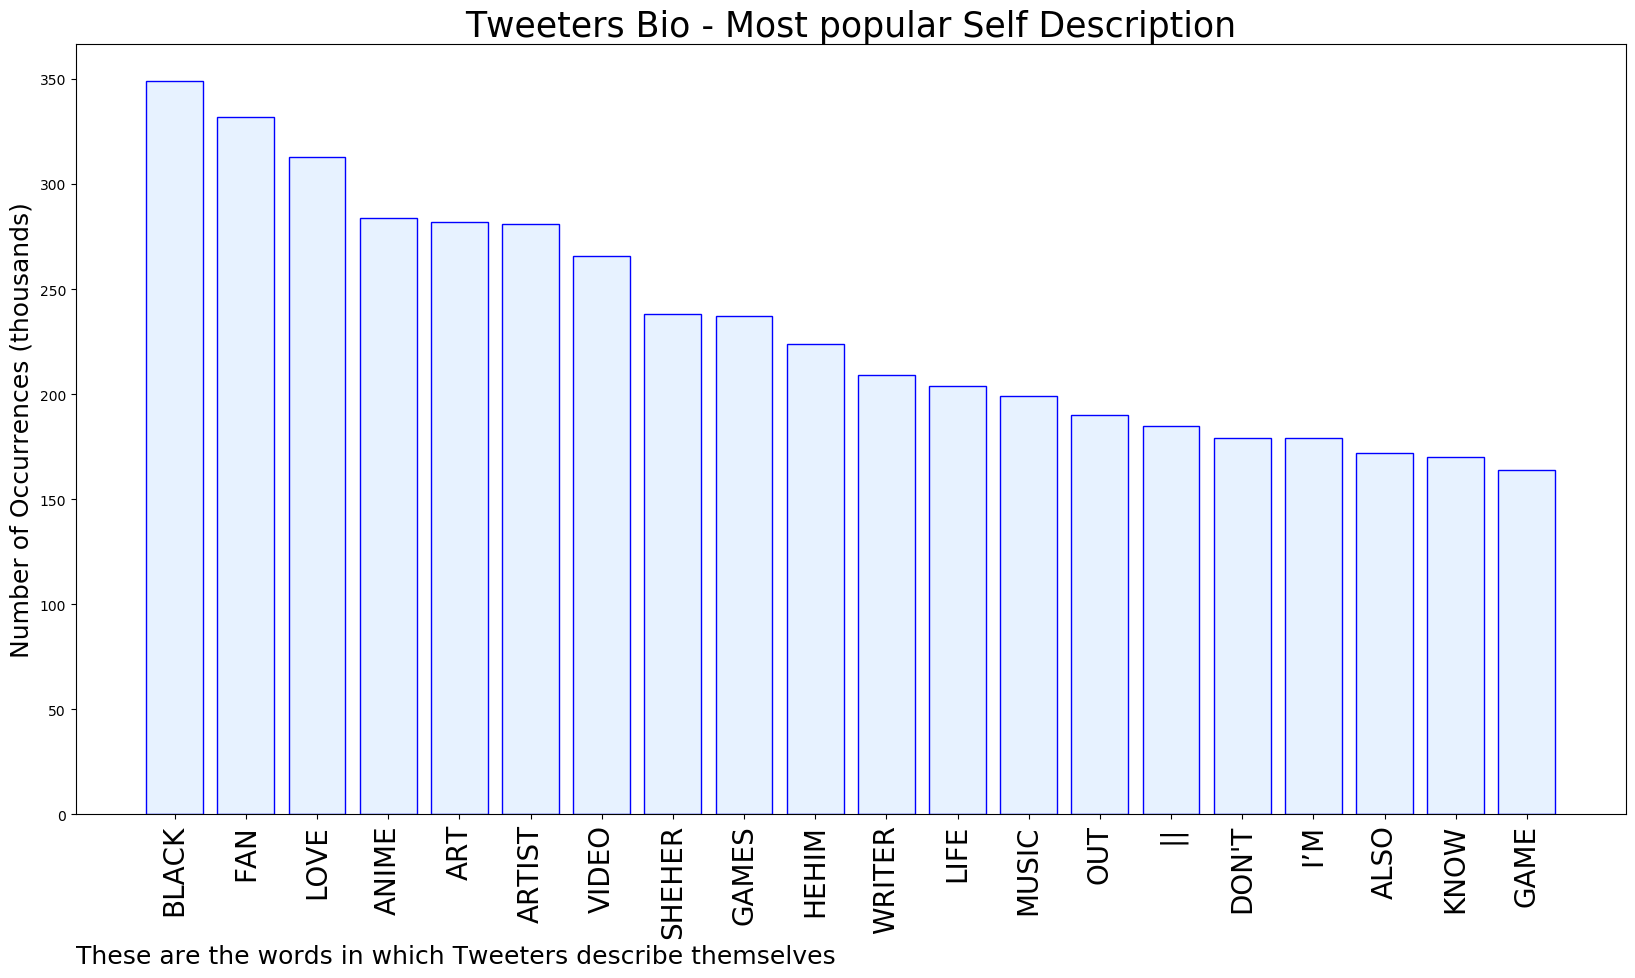 Tweeters Bio - Most popular Self Description
Number of Occurrences (thousands)
350
300
250
200
150
100
50
0
BLACK
FAN
LOVE
ANIME
ART
ARTIST
VIDEO
SHEHER
GAMES
HEHIM
WRITER
LIFE
MUSIC
OUT
||
DON'T
I’M
ALSO
KNOW
GAME
These are the words in which Tweeters describe themselves